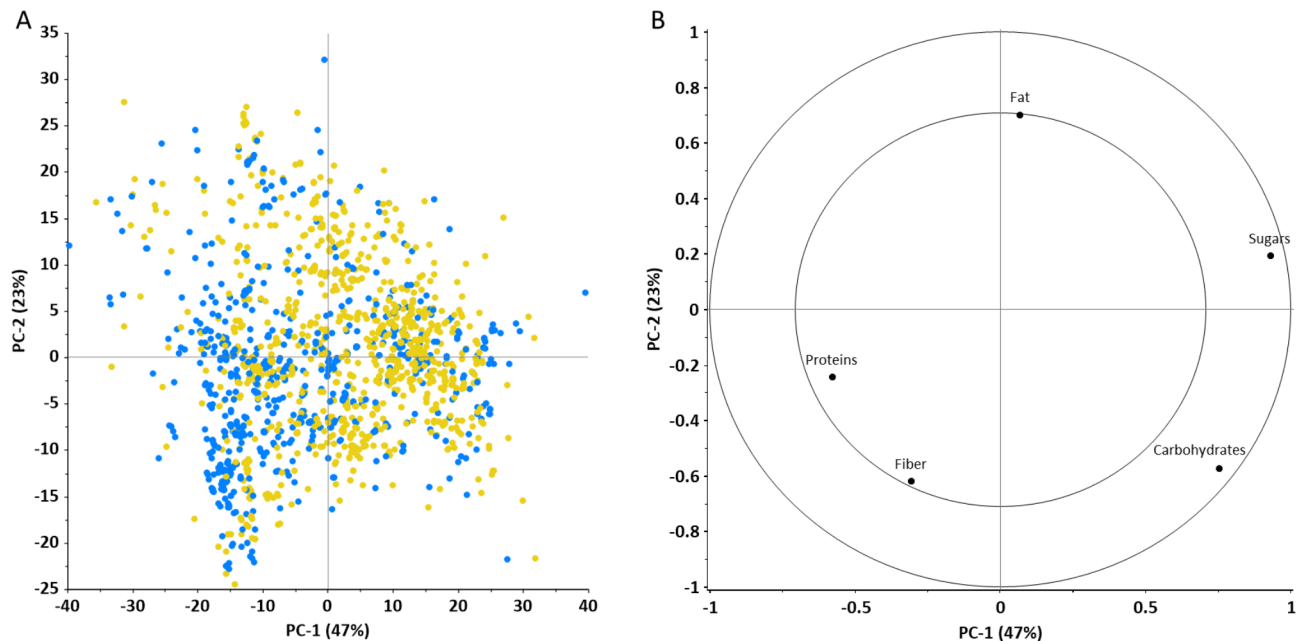 A
35
30
25
20
15
10
5
0
-5
-10
-15
-20
-25
-40 -30 -20 -10 0 10 20 30 40
PC-2 (23%)
PC-1 (47%)
B
1
0.8
0.6
0.4
0.2
0
-0.2
-0.4
-0.6
-0.8
-1
-1 -0.5 0 0.5 1
PC-2 (23%)
PC-1 (47%)
Fat
Sugars
Proteins
Fiber
Carbohydrates